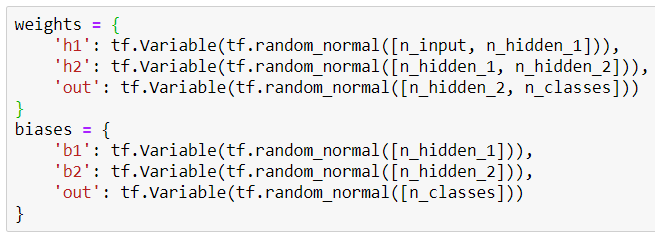 weights = {
    'h1': tf.Variable(tf.random_normal([n_input, n_hidden_1])),
    'h2': tf.Variable(tf.random_normal([n_hidden_1, n_hidden_2])),
    'out': tf.Variable(tf.random_normal([n_hidden_2, n_classes]))
}
biases = {
    'b1': tf.Variable(tf.random_normal([n_hidden_1])),
    'b2': tf.Variable(tf.random_normal([n_hidden_2])),
    'out': tf.Variable(tf.random_normal([n_classes]))
}